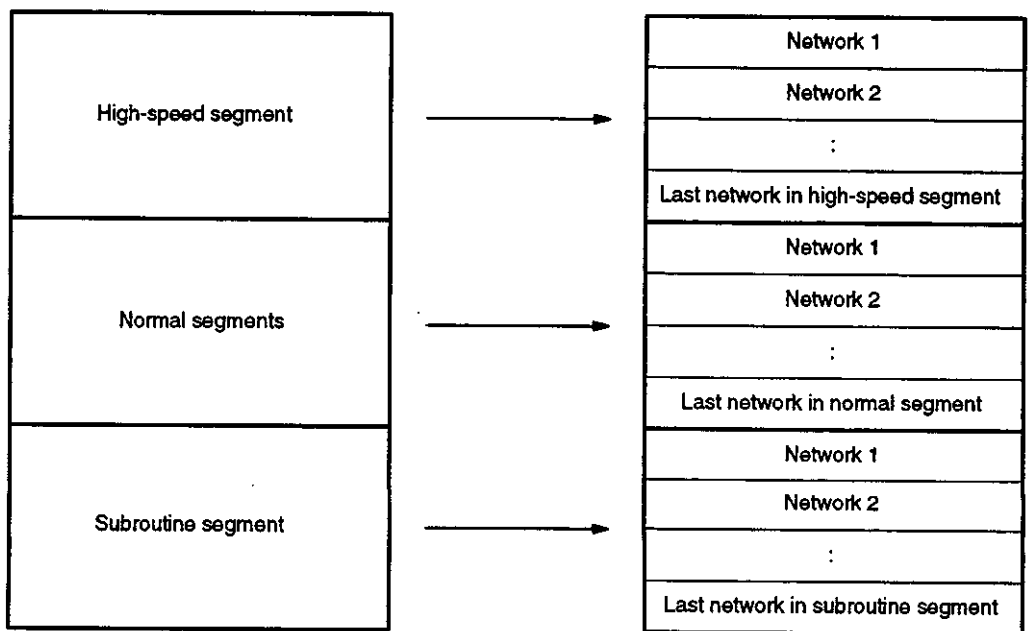 High-speed segment
Normal segments
Subroutine segment
Network 1
Network 2
:
Last network in high-speed segment
Network 1
Network 2
:
Last network in normal segment
Network 1
Network 2
:
Last network in subroutine segment